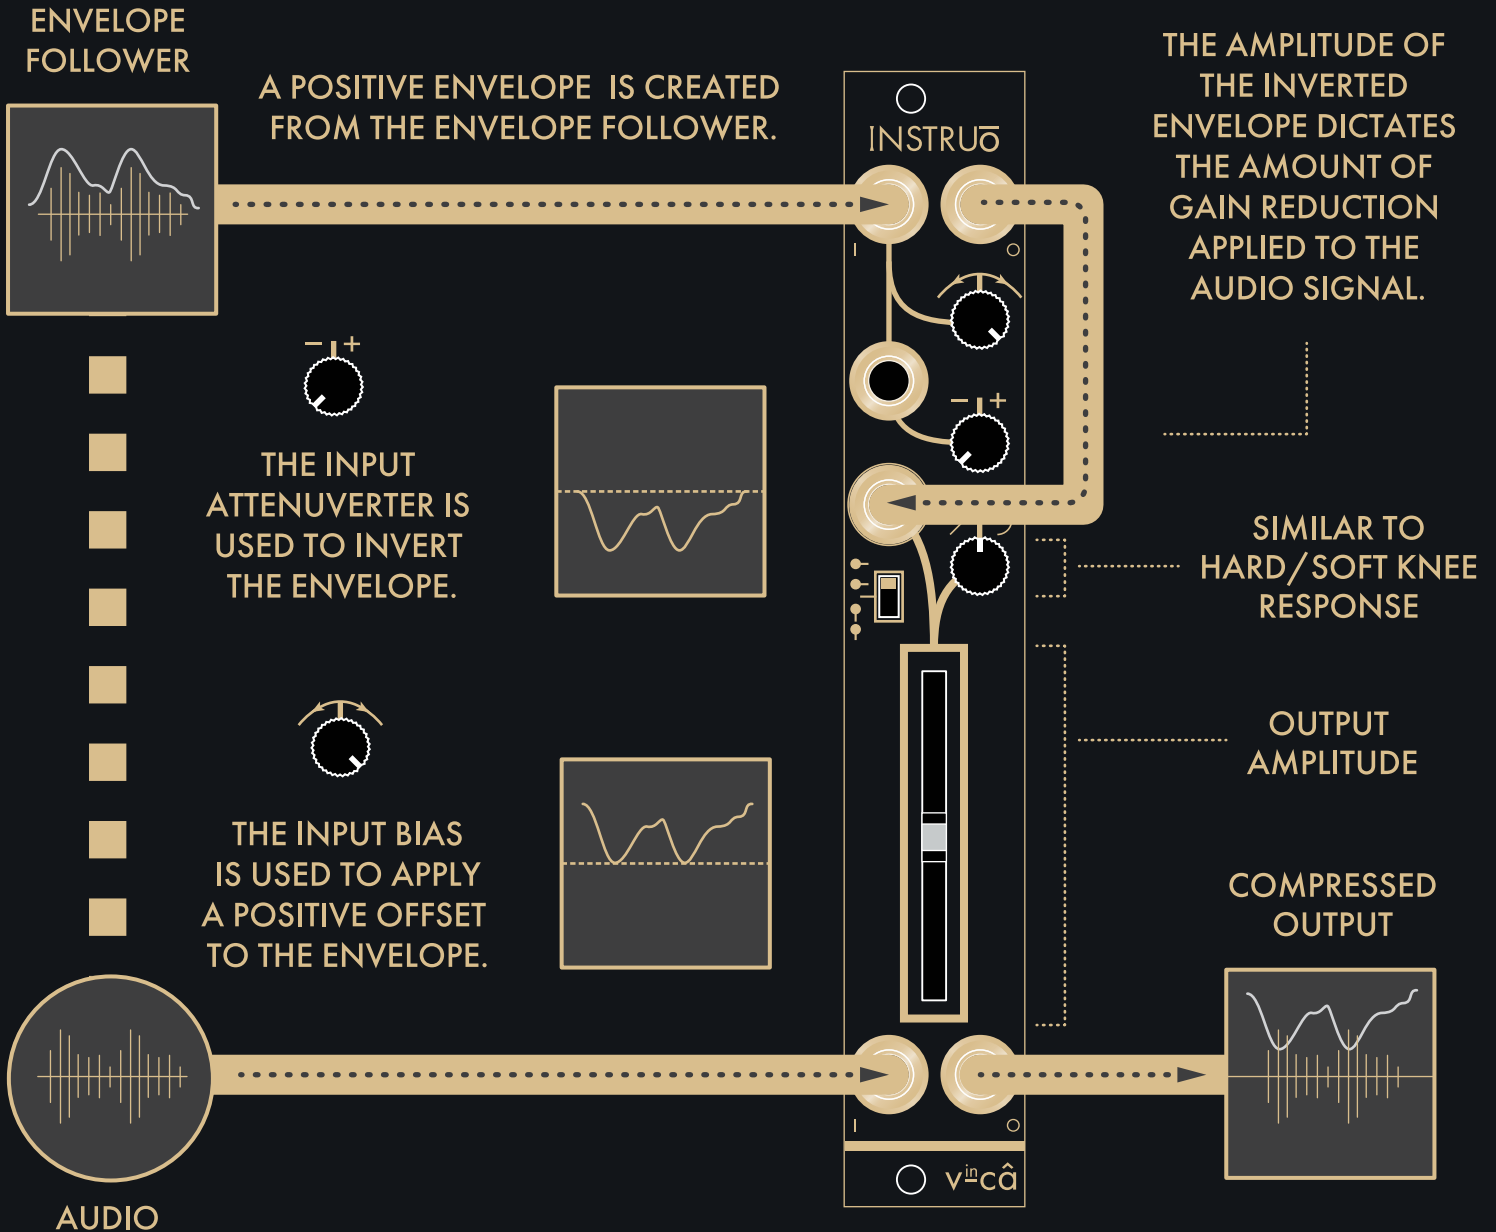 ENVELOPE
FOLLOWER
A POSITIVE ENVELOPE IS CREATED
FROM THE ENVELOPE FOLLOWER.
INSTRUō
THE AMPLITUDE OF
THE INVERTED
ENVELOPE DICTATES
THE AMOUNT OF
GAIN REDUCTION
APPLIED TO THE
AUDIO SIGNAL.
I
O
− +
THE INPUT
ATTENUVERTER IS
USED TO INVERT
THE ENVELOPE.
− +
SIMILAR TO
HARD/SOFT KNEE
RESPONSE
OUTPUT
AMPLITUDE
THE INPUT BIAS
IS USED TO APPLY
A POSITIVE OFFSET
TO THE ENVELOPE.
COMPRESSED
OUTPUT
I
O
vincâ
AUDIO